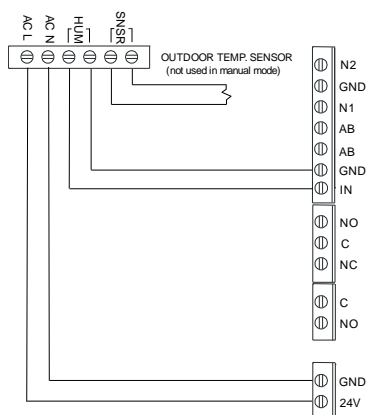 AC L
AC N
HUM
SNSR
OUTDOOR TEMP. SENSOR
(not used in manual mode)
N2
GND
N1
AB
AB
GND
IN
NO
C
NC
C
NO
GND
24V